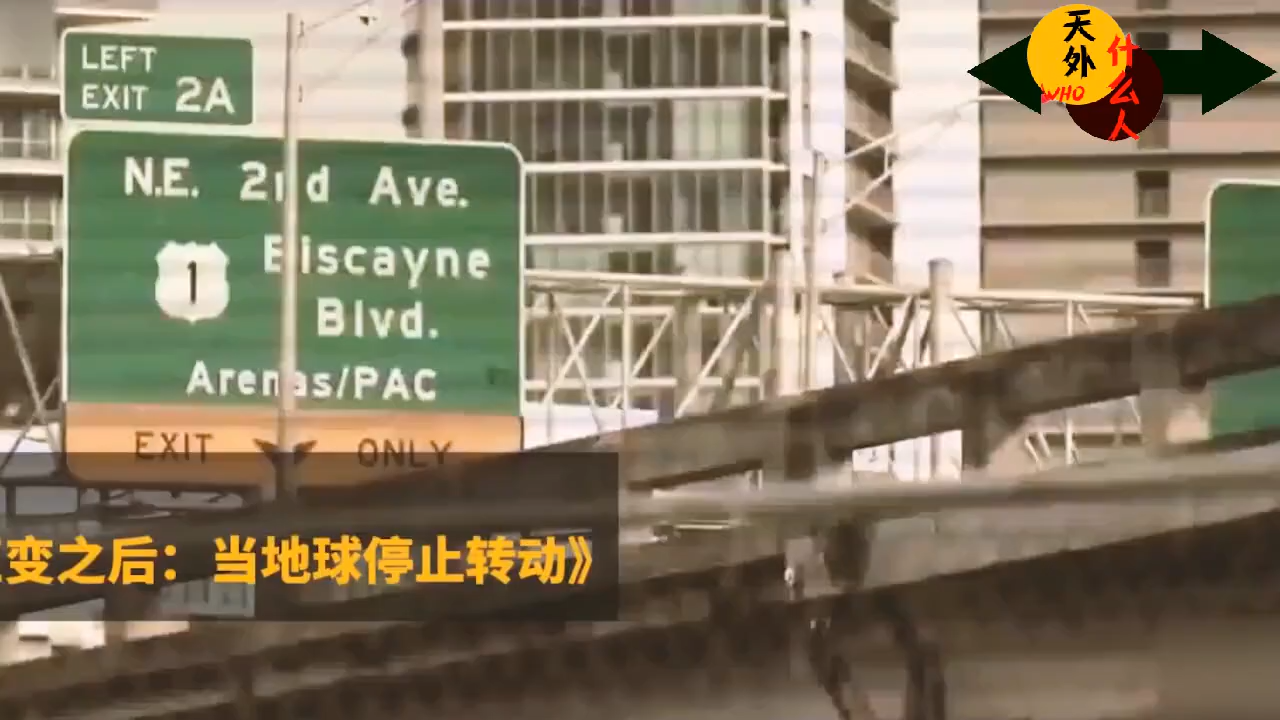 LEFT
EXIT 2A
N.E. 2nd Ave.
1
Biscayne
Blvd.
Arenas/PAC
EXIT ONLY
变之后：当地球停止转动》
天外
WHO
什么人